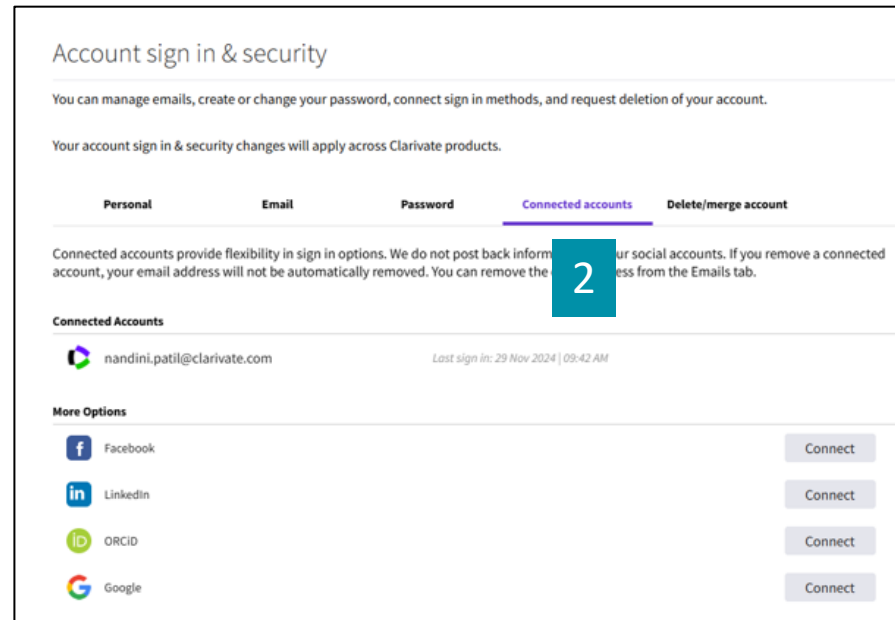 Account sign in & security
You can manage emails, create or change your password, connect sign in methods, and request deletion of your account.
Your account sign in & security changes will apply across Clarivate products.
Personal Email Password Connected accounts Delete/merge account
Connected accounts provide flexibility in sign in options. We do not post back ur social accounts. If you remove a connected
account, your email address will not be automatically removed. You can remove the ess from the Emails tab.
2
Connected Accounts
nandini.patil@clarivate.com Last sign in: 29 Nov 2024 | 09:42 AM
More Options
f Facebook Connect
in LinkedIn Connect
iD ORCiD Connect
G Google Connect